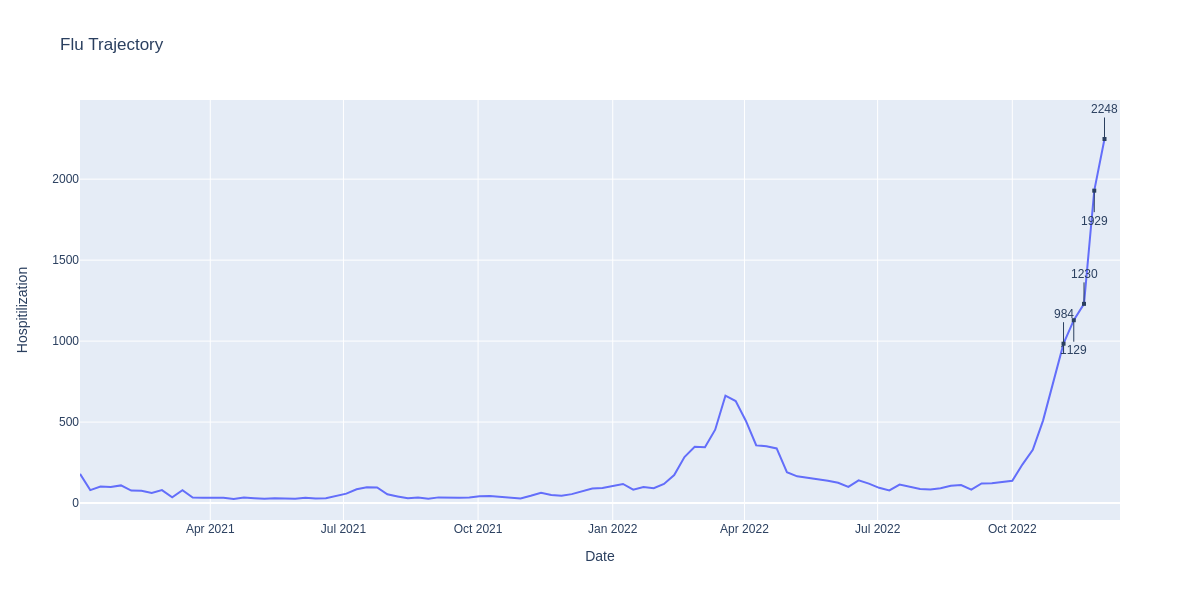 Flu Trajectory
2248
2000
1929
1500
1230
984
1000
1129
500
0
Hospitilization
Apr 2021
Jul 2021
Oct 2021
Jan 2022
Apr 2022
Jul 2022
Oct 2022
Date